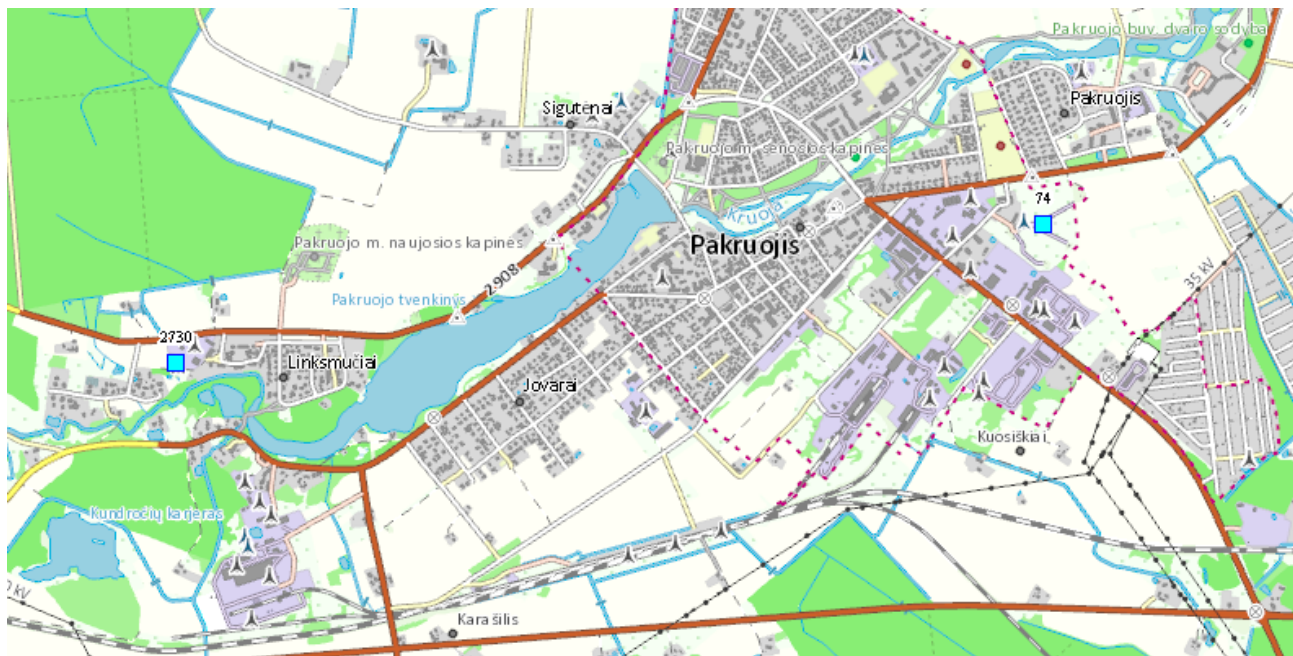 Pakruojo buv. dvaro sodyba
Pakruojis
Sigutėnai
Pakruojo m. senosios kapinės
74
Kruoja
Pakruojis
Pakruojo m. naujosios kapinės
35 kV
2908
Pakruojo tvenkinys
2730
Linksmučiai
Jovarai
Kuosiškiai
Kundročių karjeras
kV
Karašilis